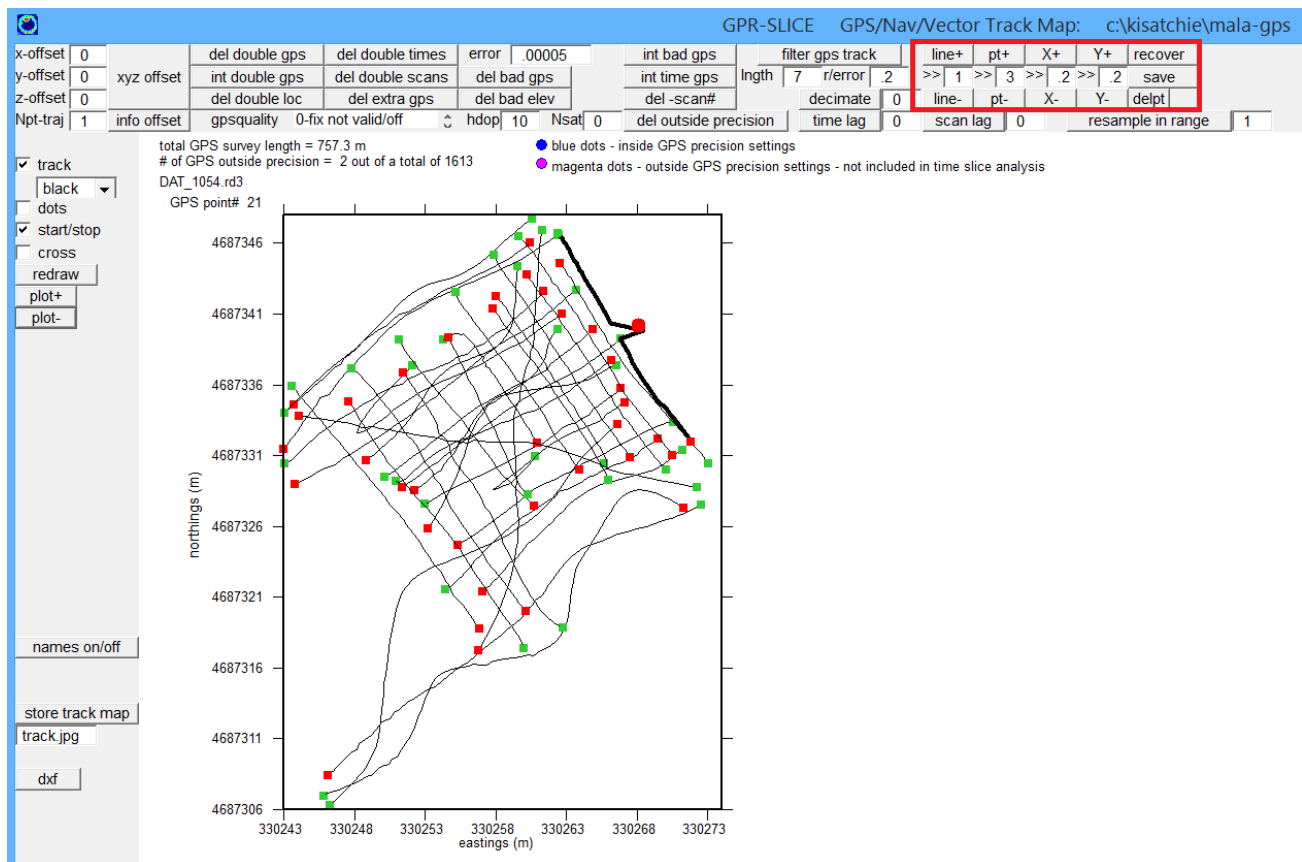 GPR-SLICE GPS/Nav/Vector Track Map: c:\kisatchie\mala-gps
x-offset 0 del double gps del double times error .00005 int bad gps filter gps track line+ pt+ X+ Y+ recover
y-offset 0 xyz offset int double gps del double scans del bad gps int time gps lngth 7 r/error .2 >> 1 >> 3 >> .2 >> .2 save
z-offset 0 del double loc del extra gps del bad elev del -scan# decimate 0 line- pt- X- Y- delpt
Npt-traj 1 info offset gpsquality 0-fix not valid/off hdop 10 Nsat 0 del outside precision time lag 0 scan lag 0 resample in range 1
total GPS survey length = 757.3 m
# of GPS outside precision = 2 out of a total of 1613
DAT_1054.rd3
GPS point# 21
blue dots - inside GPS precision settings
magenta dots - outside GPS precision settings - not included in time slice analysis
track
black
dots
start/stop
cross
redraw
plot+
plot-
names on/off
store track map
track.jpg
dxf
northings (m)
4687346
4687341
4687336
4687331
4687326
4687321
4687316
4687311
4687306
330243 330248 330253 330258 330263 330268 330273
eastings (m)